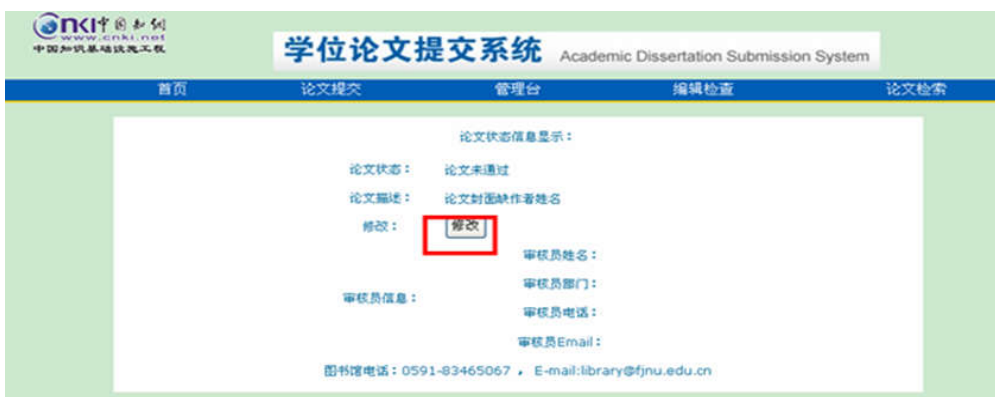 cnki中国知网
www.cnki.net
中国知识基础设施工程
学位论文提交系统 Academic Dissertation Submission System
首页 论文提交 管理台 编辑检查 论文检索
论文状态信息显示：
论文状态： 论文未通过
论文描述： 论文封面缺作者姓名
修改： 修改
审核员姓名：
审核员部门：
审核员信息：
审核员电话：
审核员Email：
图书馆电话：0591-83465067 ， E-mail:library@fjnu.edu.cn